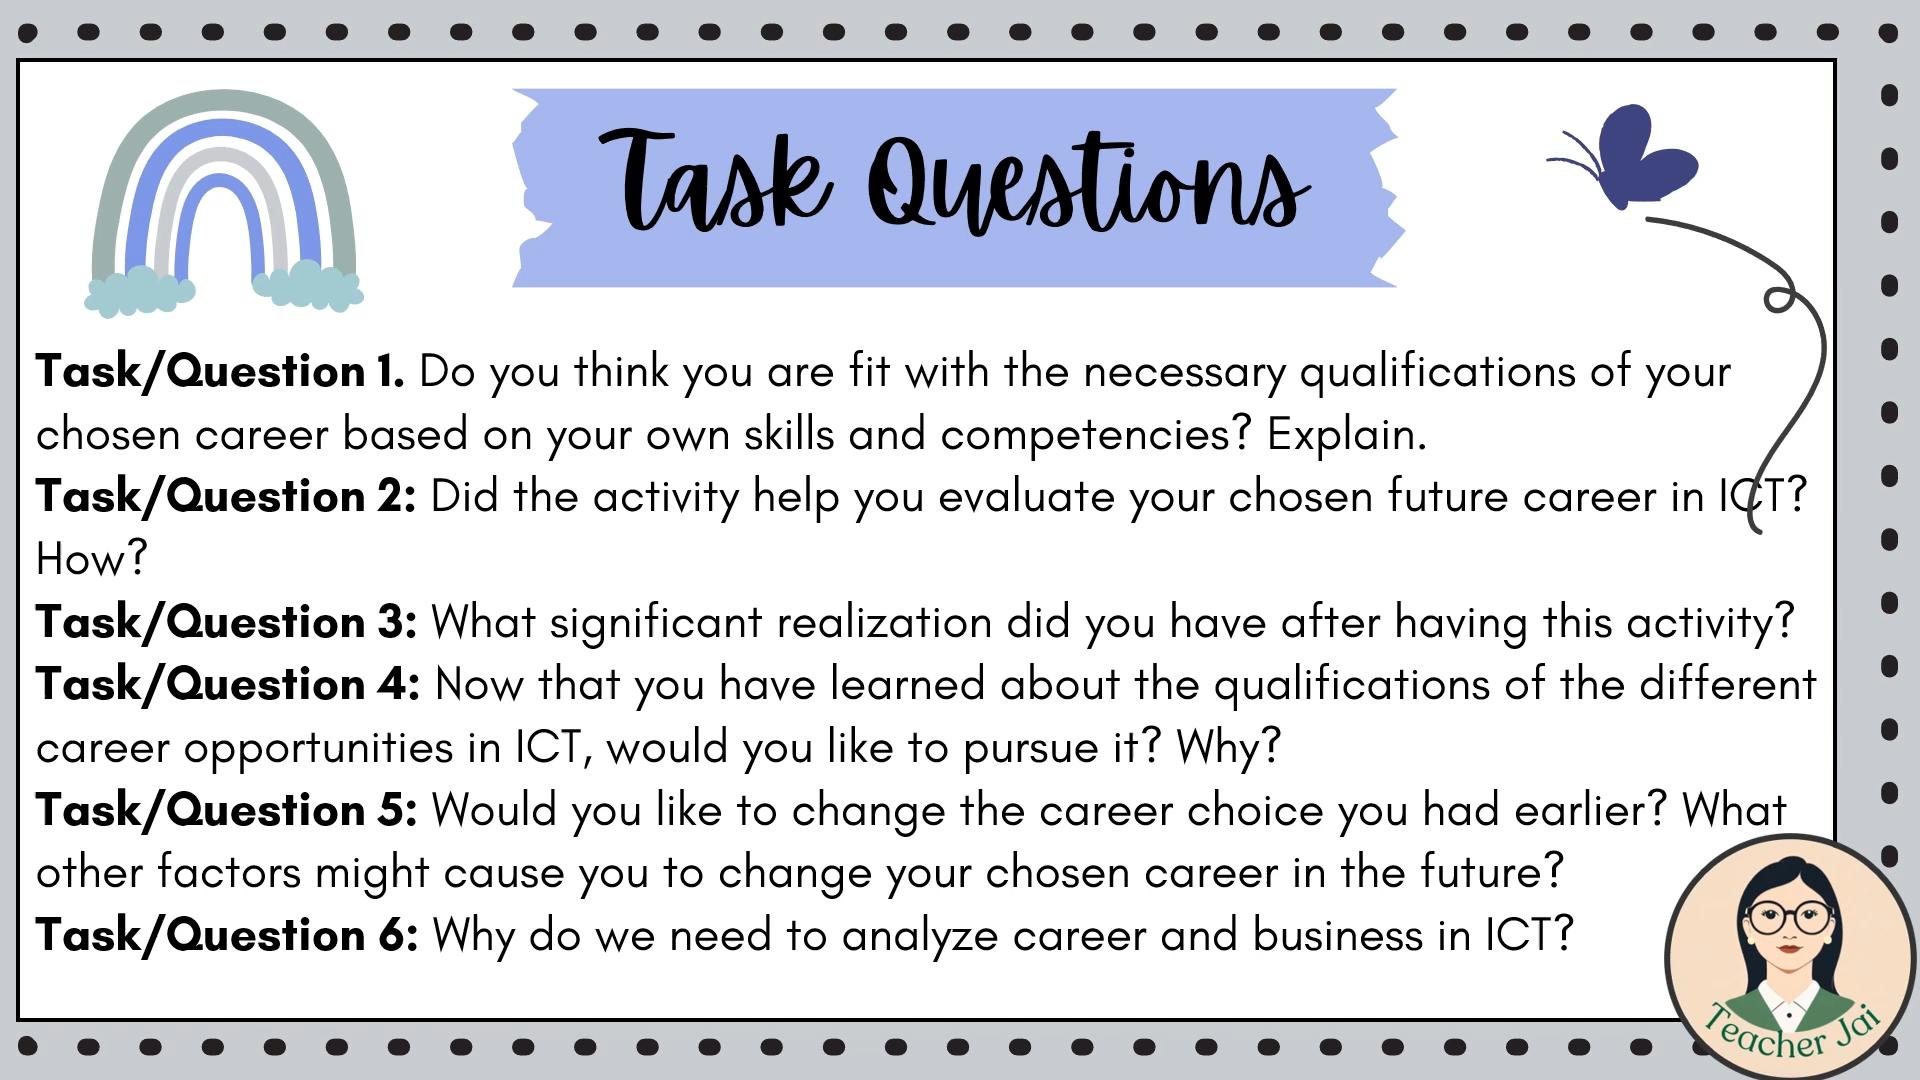 Task Questions
Task/Question 1. Do you think you are fit with the necessary qualifications of your
chosen career based on your own skills and competencies? Explain.
Task/Question 2: Did the activity help you evaluate your chosen future career in ICT?
How?
Task/Question 3: What significant realization did you have after having this activity?
Task/Question 4: Now that you have learned about the qualifications of the different
career opportunities in ICT, would you like to pursue it? Why?
Task/Question 5: Would you like to change the career choice you had earlier? What
other factors might cause you to change your chosen career in the future?
Task/Question 6: Why do we need to analyze career and business in ICT?
Teacher Jai